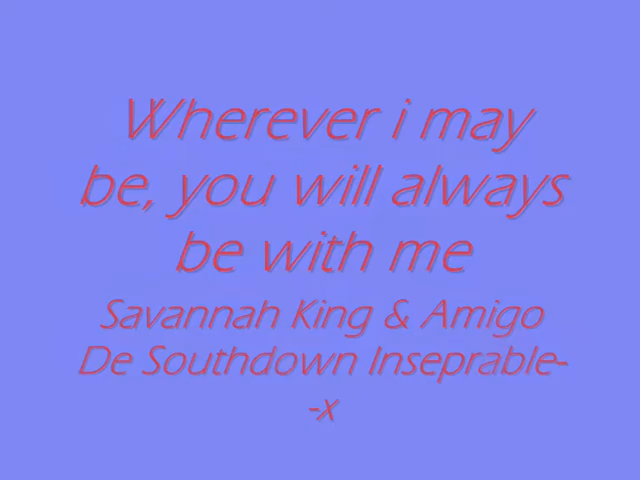 Wherever i may
be, you will always
be with me
Savannah King & Amigo
De Southdown Inseprable-
-x